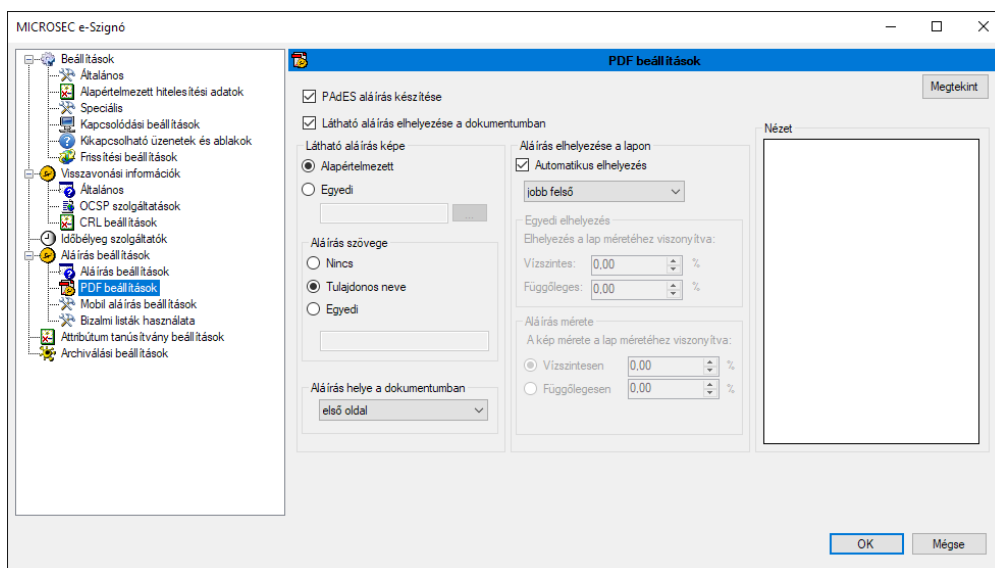 MICROSEC e-Szignó
Beállítások
Általános
Alapértelmezett hitelesítési adatok
Speciális
Kapcsolódási beállítások
Kikapcsolható üzenetek és ablakok
Frissítési beállítások
Visszavonási információk
Általános
OCSP szolgáltatások
CRL beállítások
Időbélyeg szolgáltatók
Aláírás beállítások
Aláírás beállítások
PDF beállítások
Mobil aláírás beállítások
Bizalmi listák használata
Attribútum tanúsítvány beállítások
Archiválási beállítások
PDF beállítások
Megtekint
PAdES aláírás készítése
Látható aláírás elhelyezése a dokumentumban
Látható aláírás képe
Alapértelmezett
Egyedi
...
Aláírás szövege
Nincs
Tulajdonos neve
Egyedi
Aláírás helye a dokumentumban
első oldal
Aláírás elhelyezése a lapon
Automatikus elhelyezés
jobb felső
Egyedi elhelyezés
Elhelyezés a lap méretéhez viszonyítva:
Vízszintes: 0,00 %
Függőleges: 0,00 %
Aláírás mérete
A kép mérete a lap méretéhez viszonyítva:
Vízszintesen 0,00 %
Függőlegesen 0,00 %
Nézet
OK Mégse